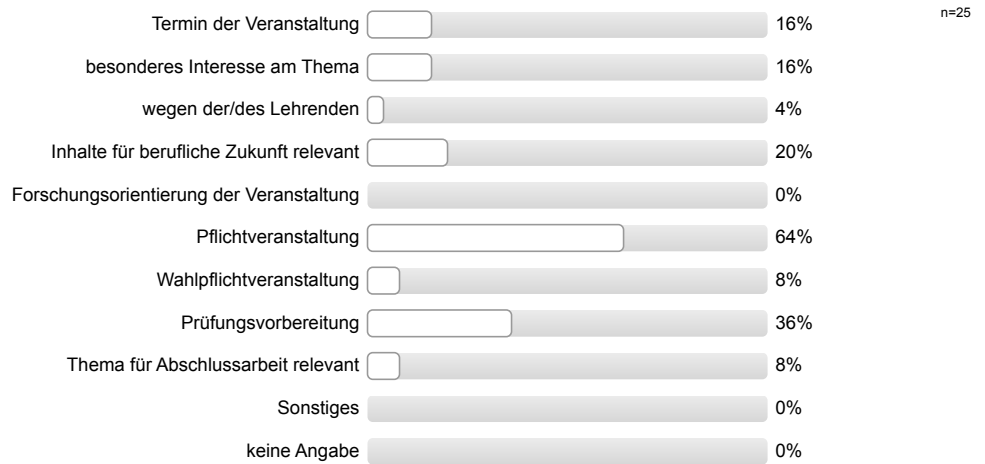 n=25
Termin der Veranstaltung 16%
besonderes Interesse am Thema 16%
wegen der/des Lehrenden 4%
Inhalte für berufliche Zukunft relevant 20%
Forschungsorientierung der Veranstaltung 0%
Pflichtveranstaltung 64%
Wahlpflichtveranstaltung 8%
Prüfungsvorbereitung 36%
Thema für Abschlussarbeit relevant 8%
Sonstiges 0%
keine Angabe 0%